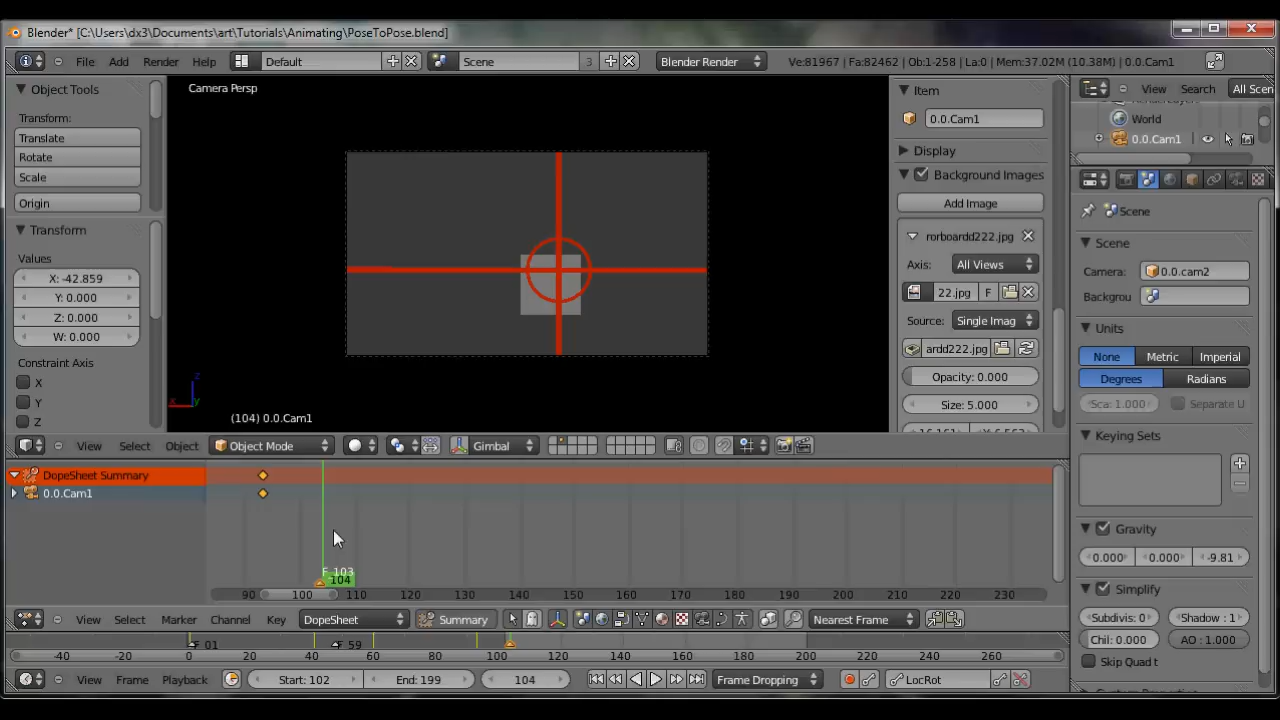 Blender* [C:\Users\dx3\Documents\art\Tutorials\Animating\PoseToPose.blend]
File Add Render Help Default Scene 3 Blender Render Ve:81967 | Fa:82462 | Ob:1-258 | La:0 | Mem:37.02M (10.38M) | 0.0.Cam1
Object Tools
Transform:
Translate
Rotate
Scale
Origin
Transform
Values
X: -42.859
Y: 0.000
Z: 0.000
W: 0.000
Constraint Axis
X
Y
Z
Camera Persp
z
x
y
(104) 0.0.Cam1
Item
0.0.Cam1
Display
Background Images
Add Image
rorboardd222.jpg
Axis: All Views
22.jpg F
Source: Single Imag
ardd222.jpg
Opacity: 0.000
Size: 5.000
View Search All Scen
World
0.0.Cam1
Scene
Scene
Camera: 0.0.cam2
Backgrou
Units
None Metric Imperial
Degrees Radians
Sca: 1.000 Separate U
Keying Sets
Gravity
0.000 0.000 -9.81
Simplify
Subdivis: 0 Shadow: 1
Chil: 0.000 AO : 1.000
Skip Quad t
View Select Object Object Mode Gimbal
DopeSheet Summary
0.0.Cam1
F_103
104
90 100 110 120 130 140 150 160 170 180 190 200 210 220 230
View Select Marker Channel Key DopeSheet Summary Nearest Frame
F_01 F_59
-40 -20 0 20 40 60 80 100 120 140 160 180 200 220 240 260
View Frame Playback Start: 102 End: 199 104 Frame Dropping LocRot